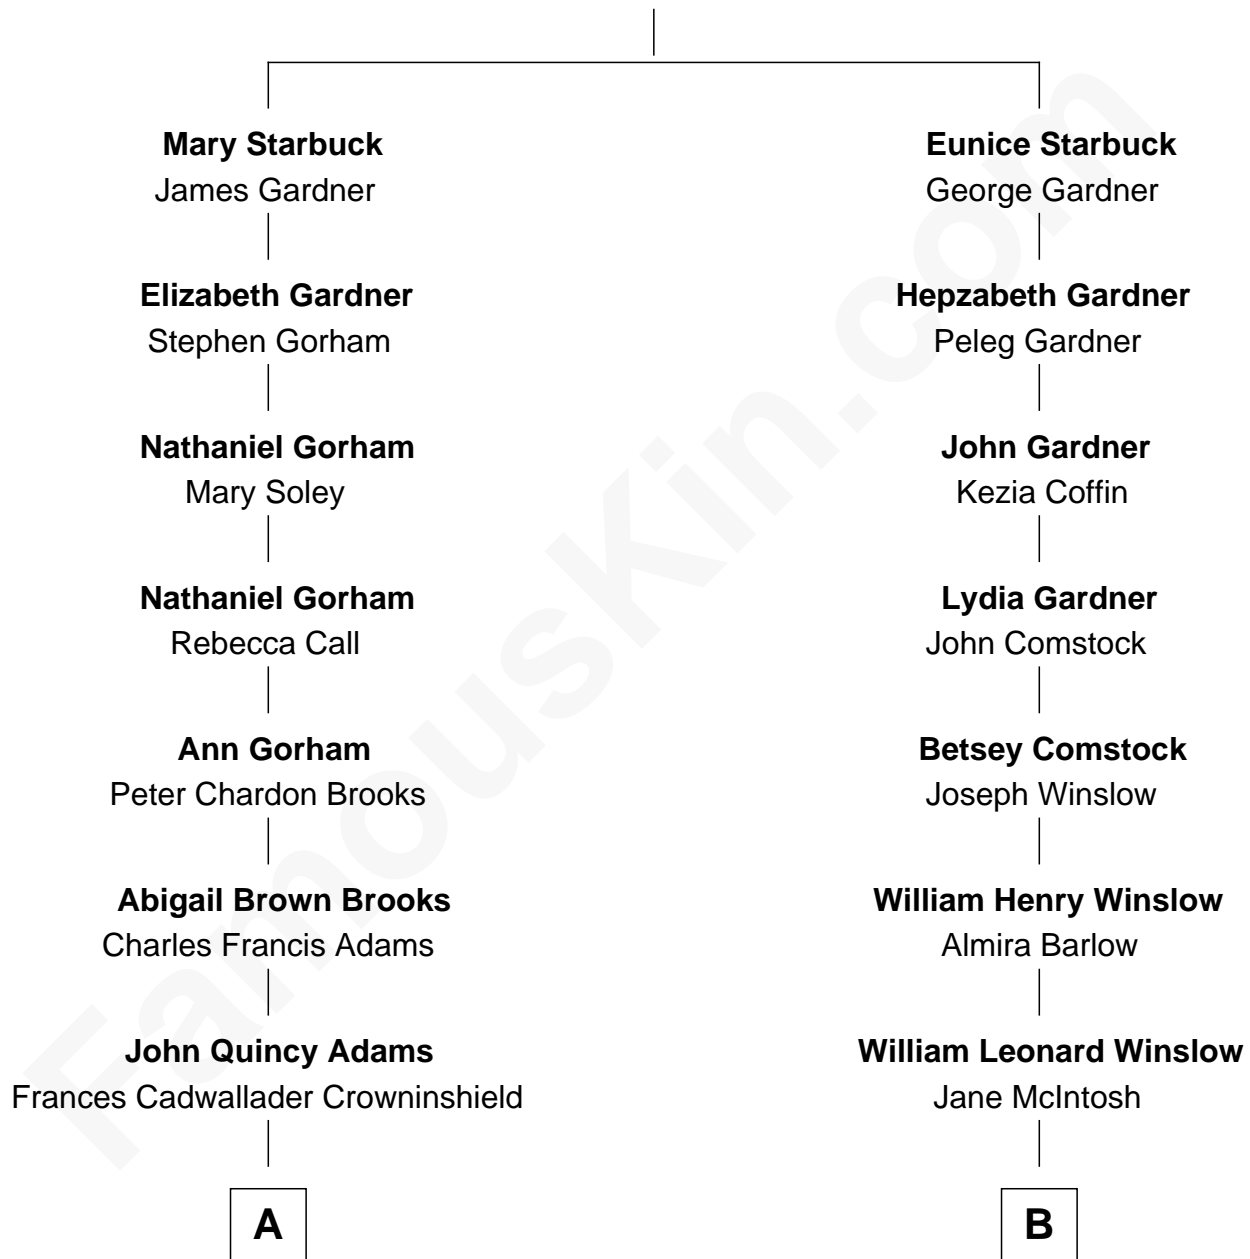 Mary Starbuck
James Gardner
Elizabeth Gardner
Stephen Gorham
Nathaniel Gorham
Mary Soley
Nathaniel Gorham
Rebecca Call
Ann Gorham
Peter Chardon Brooks
Abigail Brown Brooks
Charles Francis Adams
John Quincy Adams
Frances Cadwallader Crowninshield
A
Eunice Starbuck
George Gardner
Hepzabeth Gardner
Peleg Gardner
John Gardner
Kezia Coffin
Lydia Gardner
John Comstock
Betsey Comstock
Joseph Winslow
William Henry Winslow
Almira Barlow
William Leonard Winslow
Jane McIntosh
B
FamousKin.com